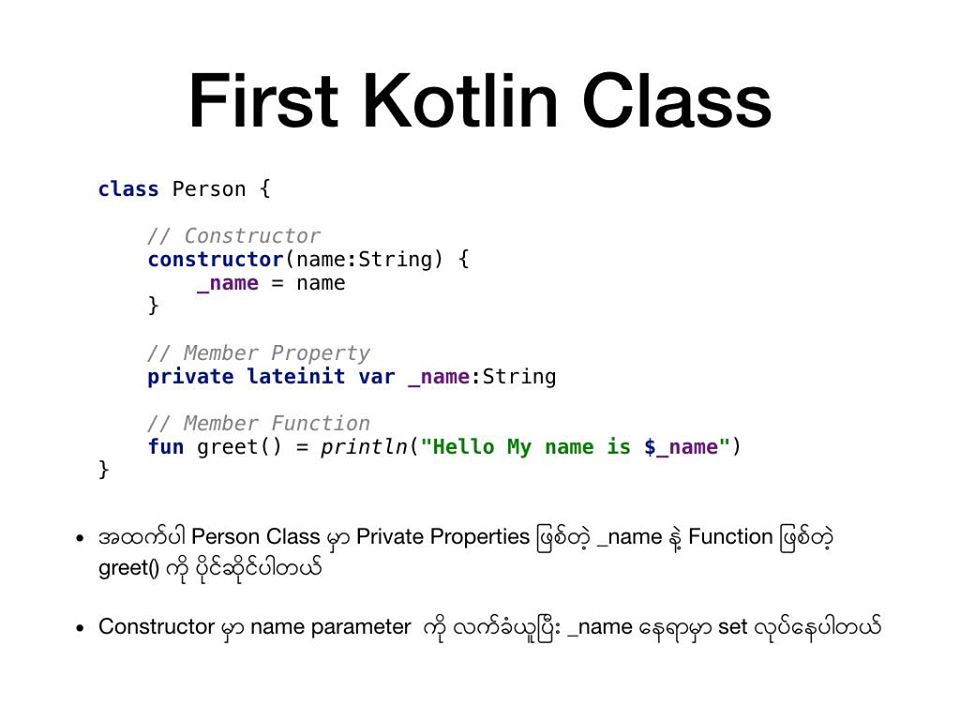 First Kotlin Class
class Person {
// Constructor
constructor(name:String) {
_name = name
}
// Member Property
private lateinit var _name:String
// Member Function
fun greet() = println("Hello My name is $_name")
}
• အထက်ပါ Person Class မှာ Private Properties ဖြစ်တဲ့ _name နဲ့ Function ဖြစ်တဲ့
greet() ကို ပိုင်ဆိုင်ပါတယ်
• Constructor မှာ name parameter ကို လက်ခံယူပြီး _name နေရာမှာ set လုပ်နေပါတယ်